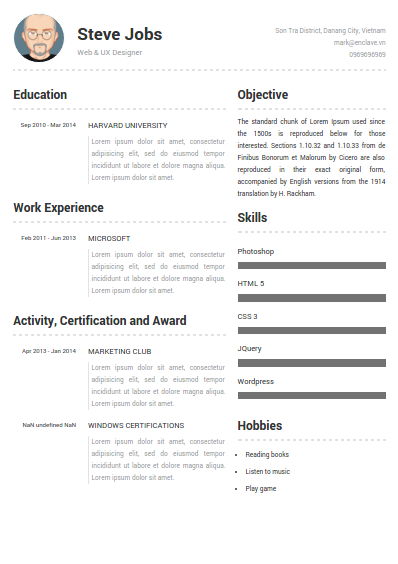 Steve Jobs
Web & UX Designer
Son Tra District, Danang City, Vietnam
mark@enclave.vn
0969696969
Education
Sep 2010 - Mar 2014
HARVARD UNIVERSITY
Lorem ipsum dolor sit amet, consectetur
adipisicing elit, sed do eiusmod tempor
incididunt ut labore et dolore magna aliqua.
Lorem ipsum dolor sit amet.
Work Experience
Feb 2011 - Jun 2013
MICROSOFT
Lorem ipsum dolor sit amet, consectetur
adipisicing elit, sed do eiusmod tempor
incididunt ut labore et dolore magna aliqua.
Lorem ipsum dolor sit amet.
Activity, Certification and Award
Apr 2013 - Jan 2014
MARKETING CLUB
Lorem ipsum dolor sit amet, consectetur
adipisicing elit, sed do eiusmod tempor
incididunt ut labore et dolore magna aliqua.
Lorem ipsum dolor sit amet.
NaN undefined NaN
WINDOWS CERTIFICATIONS
Lorem ipsum dolor sit amet, consectetur
adipisicing elit, sed do eiusmod tempor
incididunt ut labore et dolore magna aliqua.
Lorem ipsum dolor sit amet.
Objective
The standard chunk of Lorem Ipsum used since
the 1500s is reproduced below for those
interested. Sections 1.10.32 and 1.10.33 from de
Finibus Bonorum et Malorum by Cicero are also
reproduced in their exact original form,
accompanied by English versions from the 1914
translation by H. Rackham.
Skills
Photoshop
HTML 5
CSS 3
JQuery
Wordpress
Hobbies
• Reading books
• Listen to music
• Play game